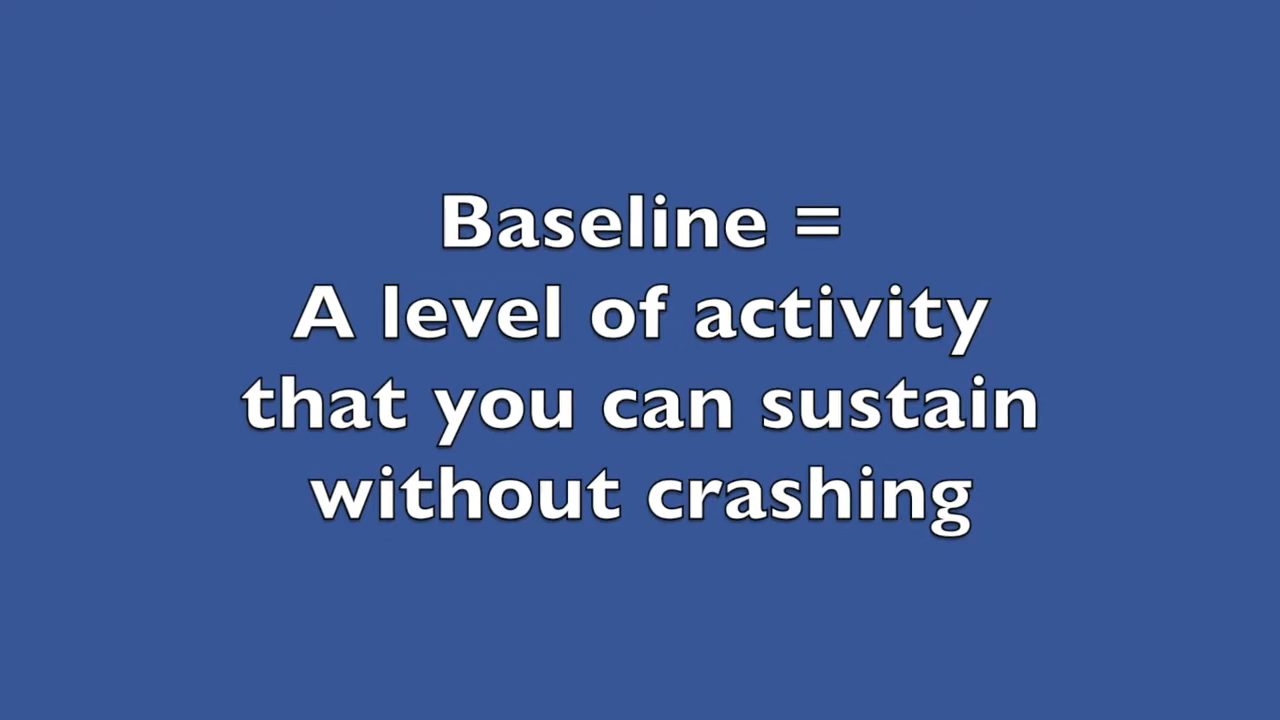 Baseline =
A level of activity
that you can sustain
without crashing